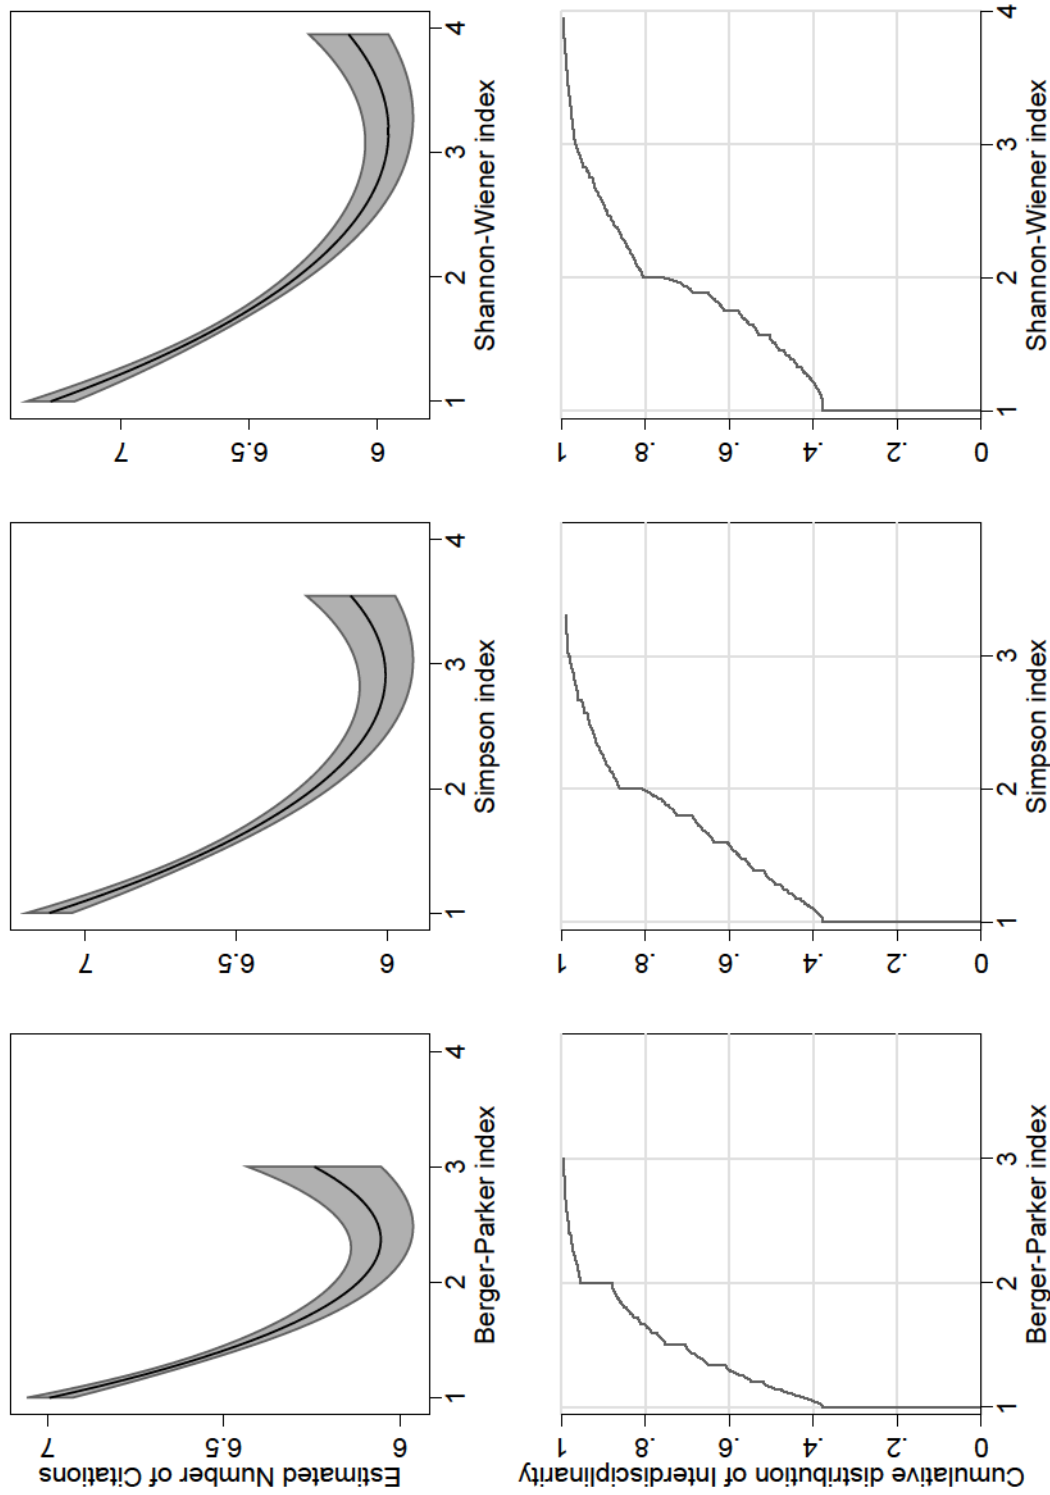 Estimated Number of Citations
7
6.5
6
1 2 3 4
Berger-Parker index
7
6.5
6
1 2 3 4
Simpson index
7
6.5
6
1 2 3 4
Shannon-Wiener index
Cumulative distribution of Interdisciplinarity
1
.8
.6
.4
.2
0
1 2 3
Berger-Parker index
1
.8
.6
.4
.2
0
1 2 3
Simpson index
1
.8
.6
.4
.2
0
1 2 3 4
Shannon-Wiener index